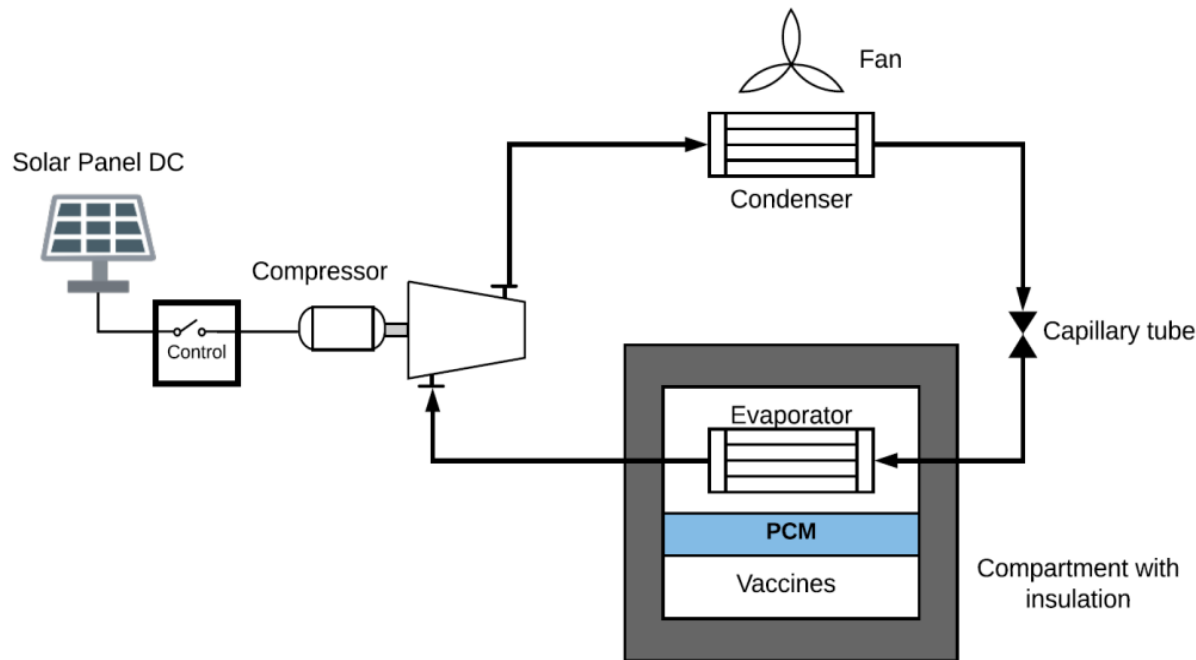 Fan
Solar Panel DC
Condenser
Compressor
Control
Capillary tube
Evaporator
PCM
Vaccines
Compartment with
insulation